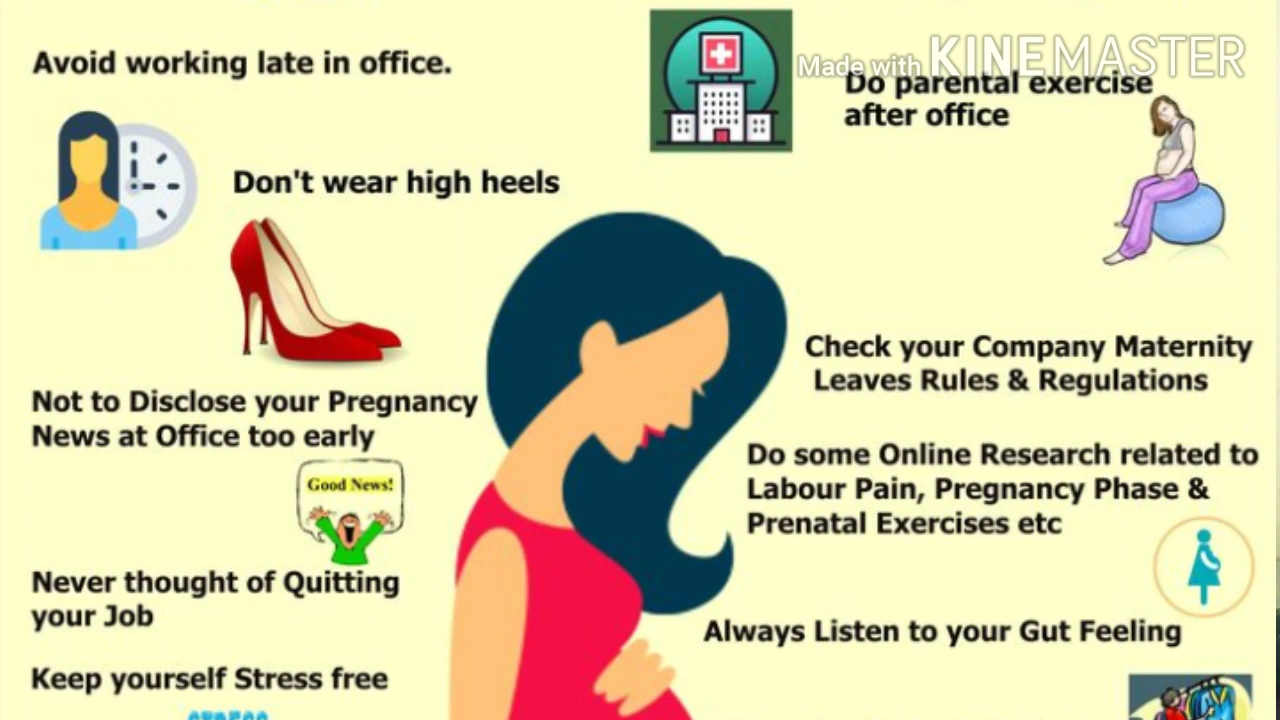 Avoid working late in office.
Don't wear high heels
Not to Disclose your Pregnancy
News at Office too early
Good News!
Never thought of Quitting
your Job
Keep yourself Stress free
Made with KINEMASTER
Do parental exercise
after office
Check your Company Maternity
Leaves Rules & Regulations
Do some Online Research related to
Labour Pain, Pregnancy Phase &
Prenatal Exercises etc
Always Listen to your Gut Feeling